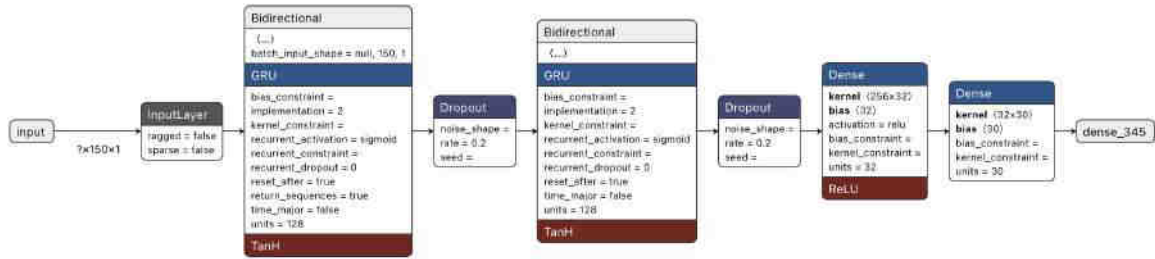 input
?×150×1
InputLayer
ragged = false
sparse = false
Bidirectional
{...}
batch_input_shape = null, 150, 1
GRU
bias_constraint =
implementation = 2
kernel_constraint =
recurrent_activation = sigmoid
recurrent_constraint =
recurrent_dropout = 0
reset_after = true
return_sequences = true
time_major = false
units = 128
TanH
Dropout
noise_shape =
rate = 0.2
seed =
Bidirectional
{...}
GRU
bias_constraint =
implementation = 2
kernel_constraint =
recurrent_activation = sigmoid
recurrent_constraint =
recurrent_dropout = 0
reset_after = true
time_major = false
units = 128
TanH
Dropout
noise_shape =
rate = 0.2
seed =
Dense
kernel ⟨256×32⟩
bias ⟨32⟩
activation = relu
bias_constraint =
kernel_constraint =
units = 32
ReLU
Dense
kernel ⟨32×30⟩
bias ⟨30⟩
bias_constraint =
kernel_constraint =
units = 30
dense_345